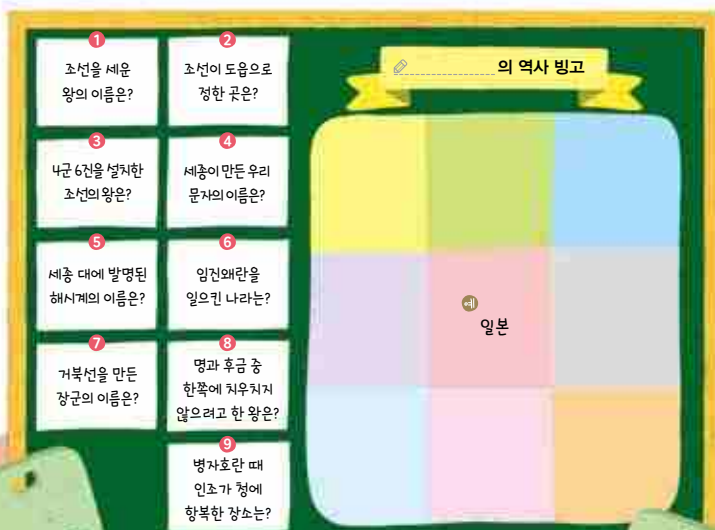 1
조선을 세운
왕의 이름은?
2
조선이 도읍으로
정한 곳은?
3
4군 6진을 설치한
조선의 왕은?
4
세종이 만든 우리
문자의 이름은?
5
세종 대에 발명된
해시계의 이름은?
6
임진왜란을
일으킨 나라는?
7
거북선을 만든
장군의 이름은?
8
명과 후금 중
한쪽에 치우치지
않으려고 한 왕은?
9
병자호란 때
인조가 청에
항복한 장소는?
의 역사 빙고
예
일본